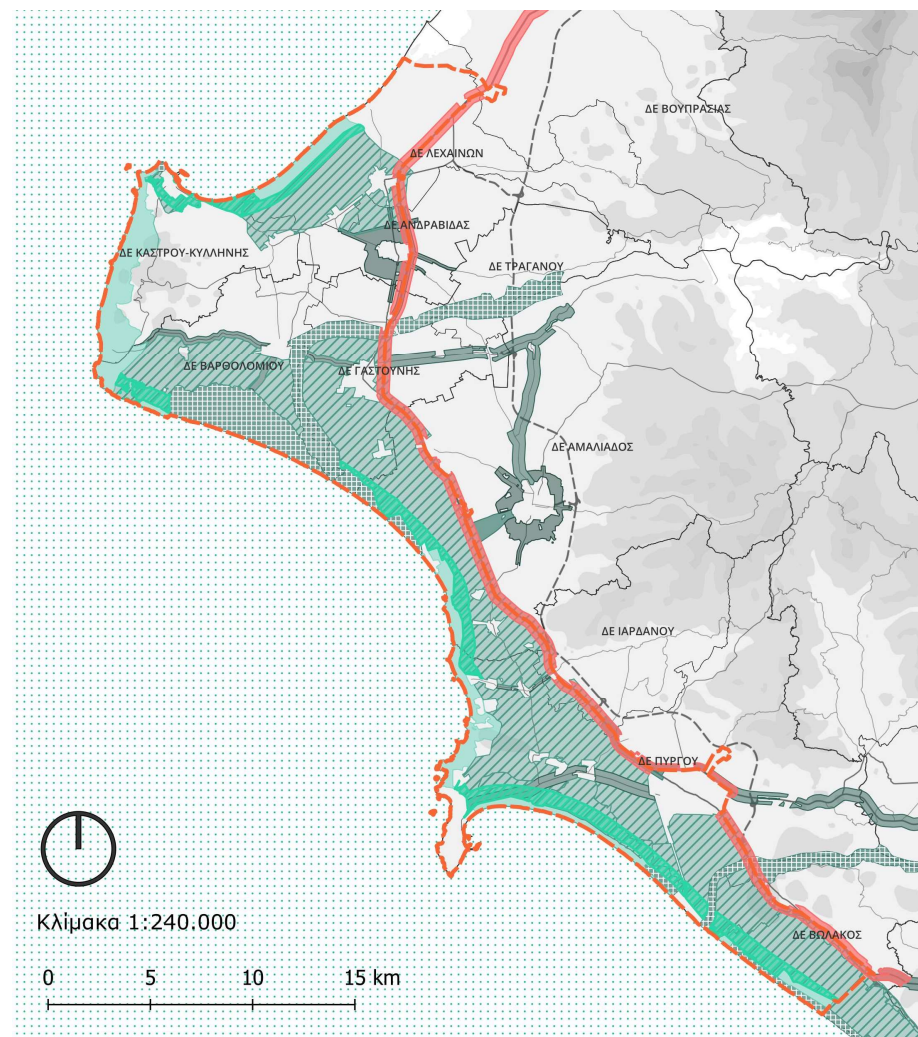 ΔΕ ΒΟΥΠΡΑΣΙΑΣ
ΔΕ ΛΕΧΑΙΝΩΝ
ΔΕ ΑΝΔΡΑΒΙΔΑΣ
ΔΕ ΚΑΣΤΡΟΥ-ΚΥΛΛΗΝΗΣ
ΔΕ ΤΡΑΓΑΝΟΥ
ΔΕ ΒΑΡΘΟΛΟΜΙΟΥ
ΔΕ ΓΑΣΤΟΥΝΗΣ
ΔΕ ΑΜΑΛΙΑΔΟΣ
ΔΕ ΙΑΡΔΑΝΟΥ
ΔΕ ΠΥΡΓΟΥ
Κλίμακα 1:240.000
ΔΕ ΒΩΛΑΚΟΣ
0 5 10 15 km